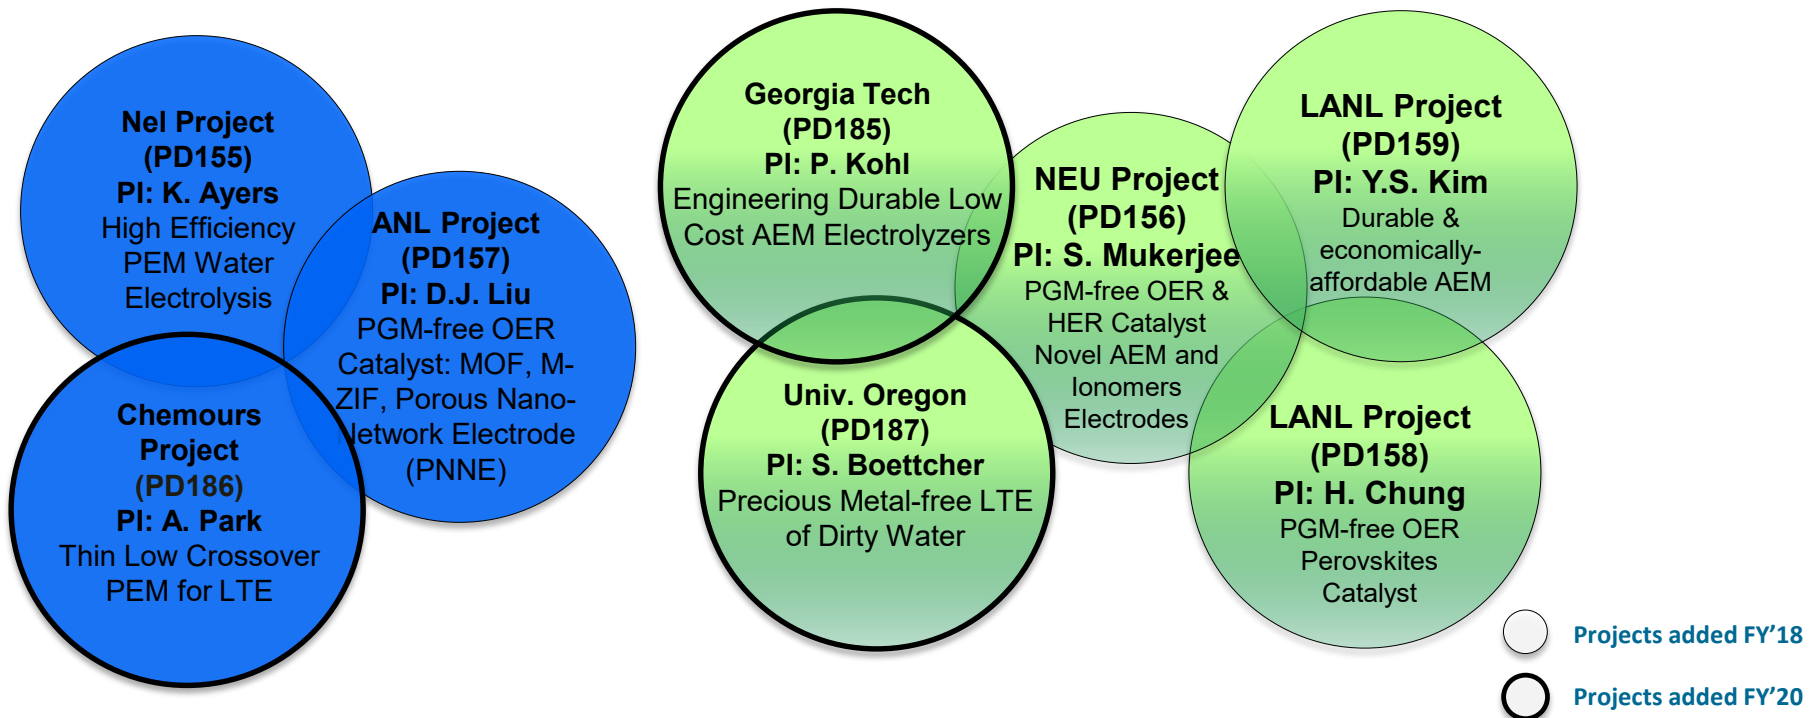 Nel Project
(PD155)
PI: K. Ayers
High Efficiency
PEM Water
Electrolysis
ANL Project
(PD157)
PI: D.J. Liu
PGM-free OER
Catalyst: MOF, M-
ZIF, Porous Nano-
Network Electrode
(PNNE)
Chemours
Project
(PD186)
PI: A. Park
Thin Low Crossover
PEM for LTE
Georgia Tech
(PD185)
PI: P. Kohl
Engineering Durable Low
Cost AEM Electrolyzers
NEU Project
(PD156)
PI: S. Mukerjee
PGM-free OER &
HER Catalyst
Novel AEM and
Ionomers
Electrodes
LANL Project
(PD159)
PI: Y.S. Kim
Durable &
economically-
affordable AEM
Univ. Oregon
(PD187)
PI: S. Boettcher
Precious Metal-free LTE
of Dirty Water
LANL Project
(PD158)
PI: H. Chung
PGM-free OER
Perovskites
Catalyst
Projects added FY'18
Projects added FY'20